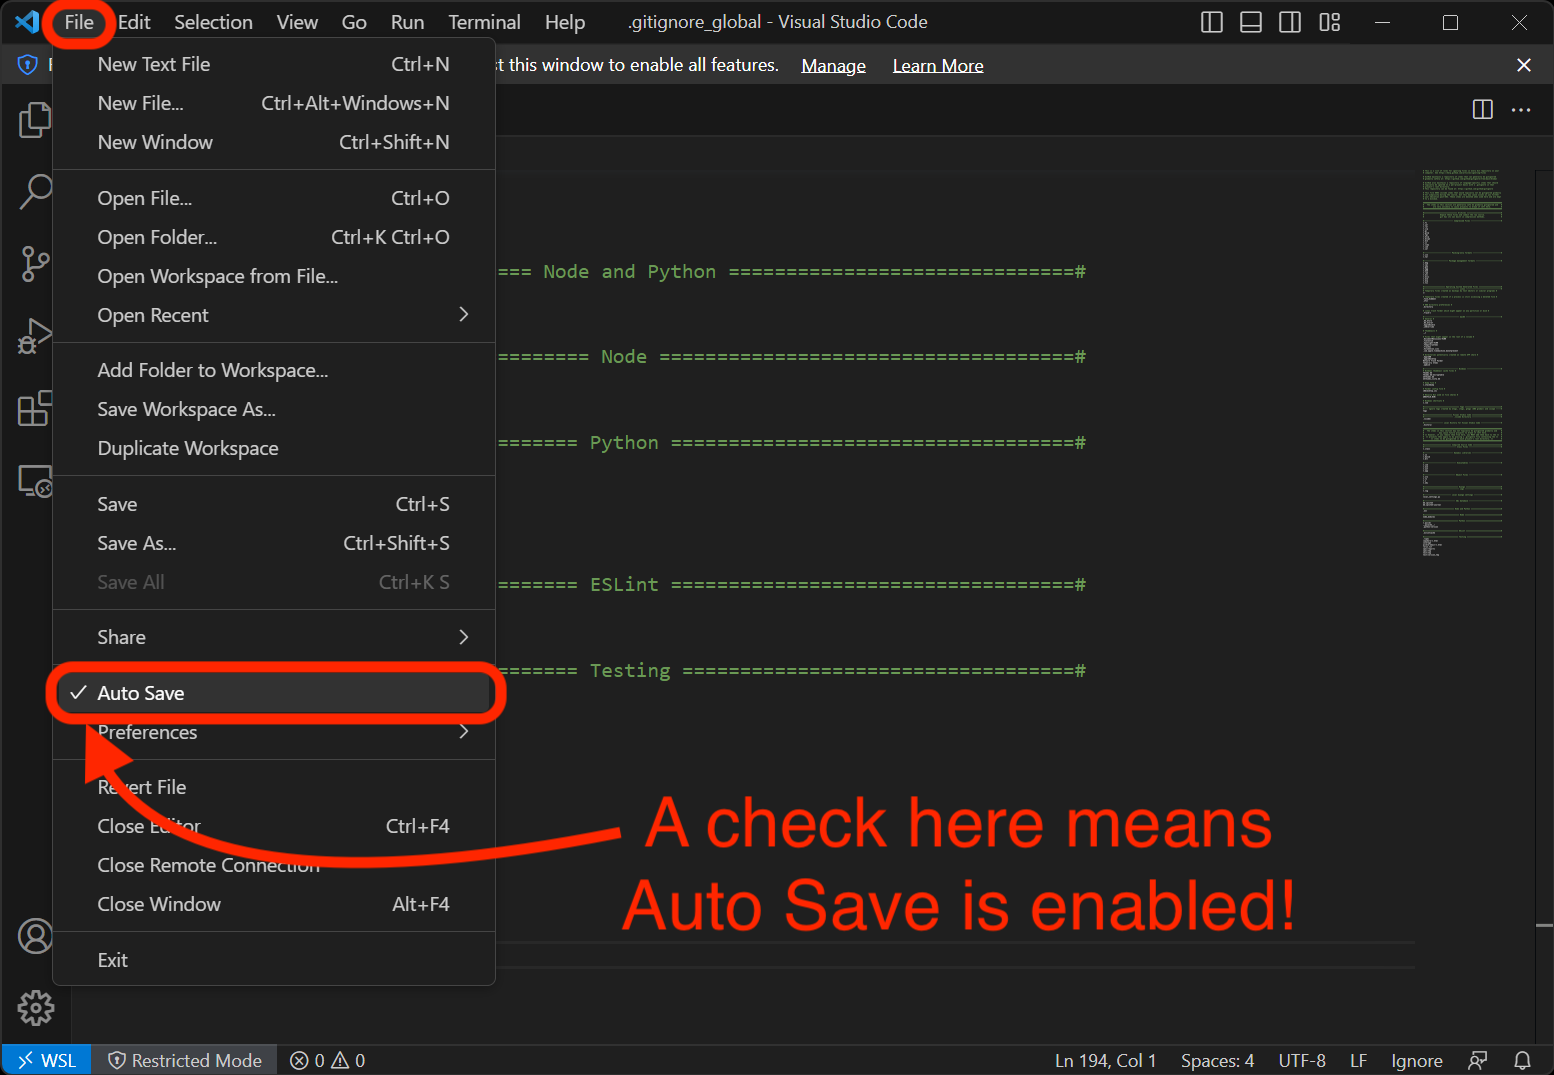 File Edit Selection View Go Run Terminal Help .gitignore_global - Visual Studio Code
t this window to enable all features. Manage Learn More
New Text File Ctrl+N
New File... Ctrl+Alt+Windows+N
New Window Ctrl+Shift+N
Open File... Ctrl+O
Open Folder... Ctrl+K Ctrl+O
Open Workspace from File...
Open Recent
Add Folder to Workspace...
Save Workspace As...
Duplicate Workspace
Save Ctrl+S
Save As... Ctrl+Shift+S
Save All Ctrl+K S
Share
Auto Save
Preferences
Revert File
Close Editor Ctrl+F4
Close Remote Connection
Close Window Alt+F4
Exit
=== Node and Python ==============================#
======== Node ====================================#
======= Python ===================================#
======= ESLint ===================================#
======= Testing ==================================#
A check here means
Auto Save is enabled!
WSL Restricted Mode 0 0 Ln 194, Col 1 Spaces: 4 UTF-8 LF Ignore